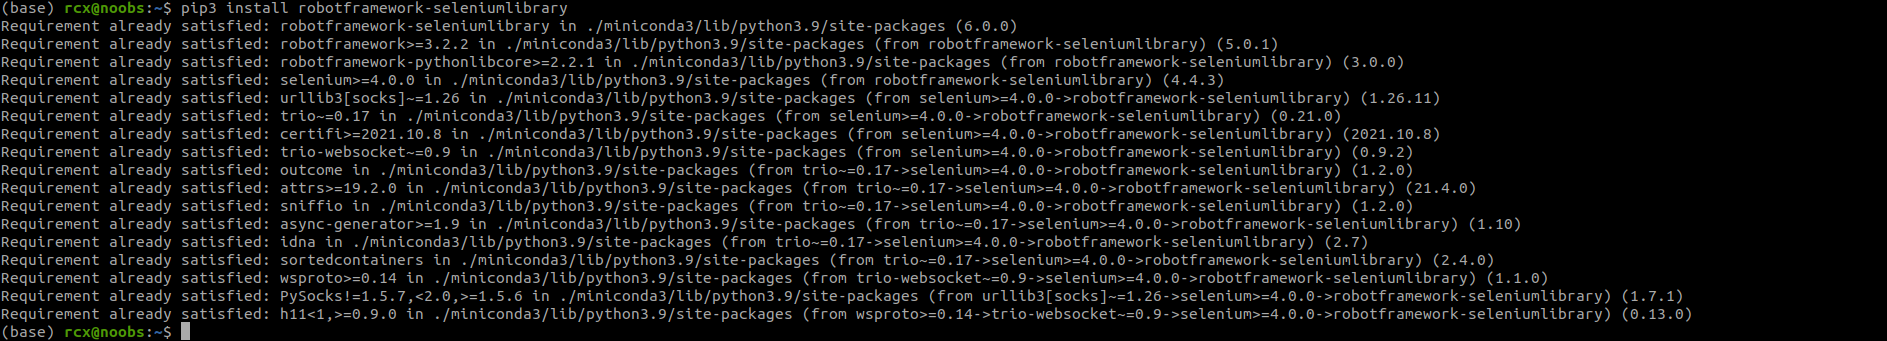 (base) rcx@noobs:~$ pip3 install robotframework-seleniumlibrary
Requirement already satisfied: robotframework-seleniumlibrary in ./miniconda3/lib/python3.9/site-packages (6.0.0)
Requirement already satisfied: robotframework>=3.2.2 in ./miniconda3/lib/python3.9/site-packages (from robotframework-seleniumlibrary) (5.0.1)
Requirement already satisfied: robotframework-pythonlibcore>=2.2.1 in ./miniconda3/lib/python3.9/site-packages (from robotframework-seleniumlibrary) (3.0.0)
Requirement already satisfied: selenium>=4.0.0 in ./miniconda3/lib/python3.9/site-packages (from robotframework-seleniumlibrary) (4.4.3)
Requirement already satisfied: urllib3[socks]~=1.26 in ./miniconda3/lib/python3.9/site-packages (from selenium>=4.0.0->robotframework-seleniumlibrary) (1.26.11)
Requirement already satisfied: trio~=0.17 in ./miniconda3/lib/python3.9/site-packages (from selenium>=4.0.0->robotframework-seleniumlibrary) (0.21.0)
Requirement already satisfied: certifi>=2021.10.8 in ./miniconda3/lib/python3.9/site-packages (from selenium>=4.0.0->robotframework-seleniumlibrary) (2021.10.8)
Requirement already satisfied: trio-websocket~=0.9 in ./miniconda3/lib/python3.9/site-packages (from selenium>=4.0.0->robotframework-seleniumlibrary) (0.9.2)
Requirement already satisfied: outcome in ./miniconda3/lib/python3.9/site-packages (from trio~=0.17->selenium>=4.0.0->robotframework-seleniumlibrary) (1.2.0)
Requirement already satisfied: attrs>=19.2.0 in ./miniconda3/lib/python3.9/site-packages (from trio~=0.17->selenium>=4.0.0->robotframework-seleniumlibrary) (21.4.0)
Requirement already satisfied: sniffio in ./miniconda3/lib/python3.9/site-packages (from trio~=0.17->selenium>=4.0.0->robotframework-seleniumlibrary) (1.2.0)
Requirement already satisfied: async-generator>=1.9 in ./miniconda3/lib/python3.9/site-packages (from trio~=0.17->selenium>=4.0.0->robotframework-seleniumlibrary) (1.10)
Requirement already satisfied: idna in ./miniconda3/lib/python3.9/site-packages (from trio~=0.17->selenium>=4.0.0->robotframework-seleniumlibrary) (2.7)
Requirement already satisfied: sortedcontainers in ./miniconda3/lib/python3.9/site-packages (from trio~=0.17->selenium>=4.0.0->robotframework-seleniumlibrary) (2.4.0)
Requirement already satisfied: wsproto>=0.14 in ./miniconda3/lib/python3.9/site-packages (from trio-websocket~=0.9->selenium>=4.0.0->robotframework-seleniumlibrary) (1.1.0)
Requirement already satisfied: PySocks!=1.5.7,<2.0,>=1.5.6 in ./miniconda3/lib/python3.9/site-packages (from urllib3[socks]~=1.26->selenium>=4.0.0->robotframework-seleniumlibrary) (1.7.1)
Requirement already satisfied: h11<1,>=0.9.0 in ./miniconda3/lib/python3.9/site-packages (from wsproto>=0.14->trio-websocket~=0.9->selenium>=4.0.0->robotframework-seleniumlibrary) (0.13.0)
(base) rcx@noobs:~$